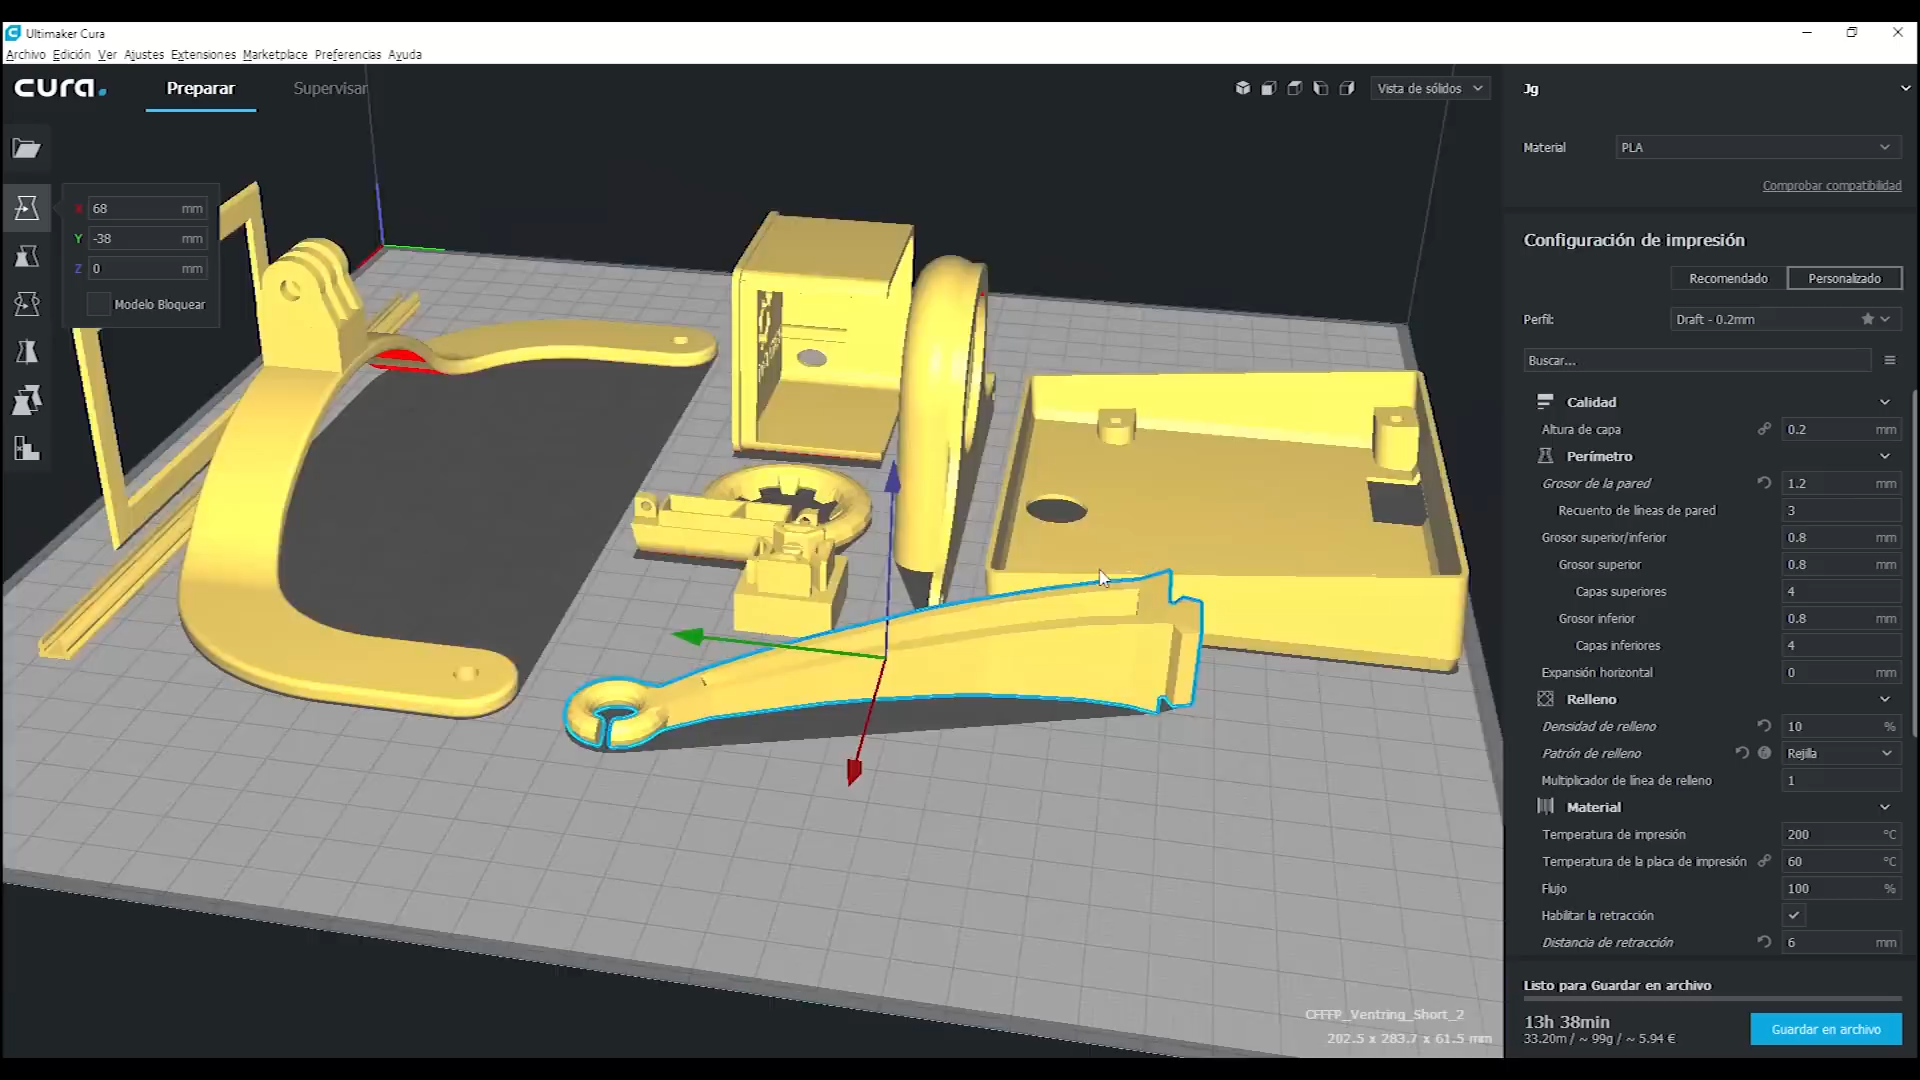 Ultimaker Cura
Archivo Edición Ver Ajustes Extensiones Marketplace Preferencias Ayuda
cura.
Preparar
Supervisar
Vista de sólidos
X 68 mm
Y -38 mm
Z 0 mm
Modelo Bloquear
CFFFP_Ventring_Short_2
202.5 x 283.7 x 61.5 mm
Jg
Material PLA
Comprobar compatibilidad
Configuración de impresión
Recomendado Personalizado
Perfil: Draft - 0.2mm
Buscar...
Calidad
Altura de capa 0.2 mm
Perímetro
Grosor de la pared 1.2 mm
Recuento de líneas de pared 3
Grosor superior/inferior 0.8 mm
Grosor superior 0.8 mm
Capas superiores 4
Grosor inferior 0.8 mm
Capas inferiores 4
Expansión horizontal 0 mm
Relleno
Densidad de relleno 10 %
Patrón de relleno Rejilla
Multiplicador de línea de relleno 1
Material
Temperatura de impresión 200 °C
Temperatura de la placa de impresión 60 °C
Flujo 100 %
Habilitar la retracción
Distancia de retracción 6 mm
Listo para Guardar en archivo
13h 38min
33.20m / ~ 99g / ~ 5.94 €
Guardar en archivo